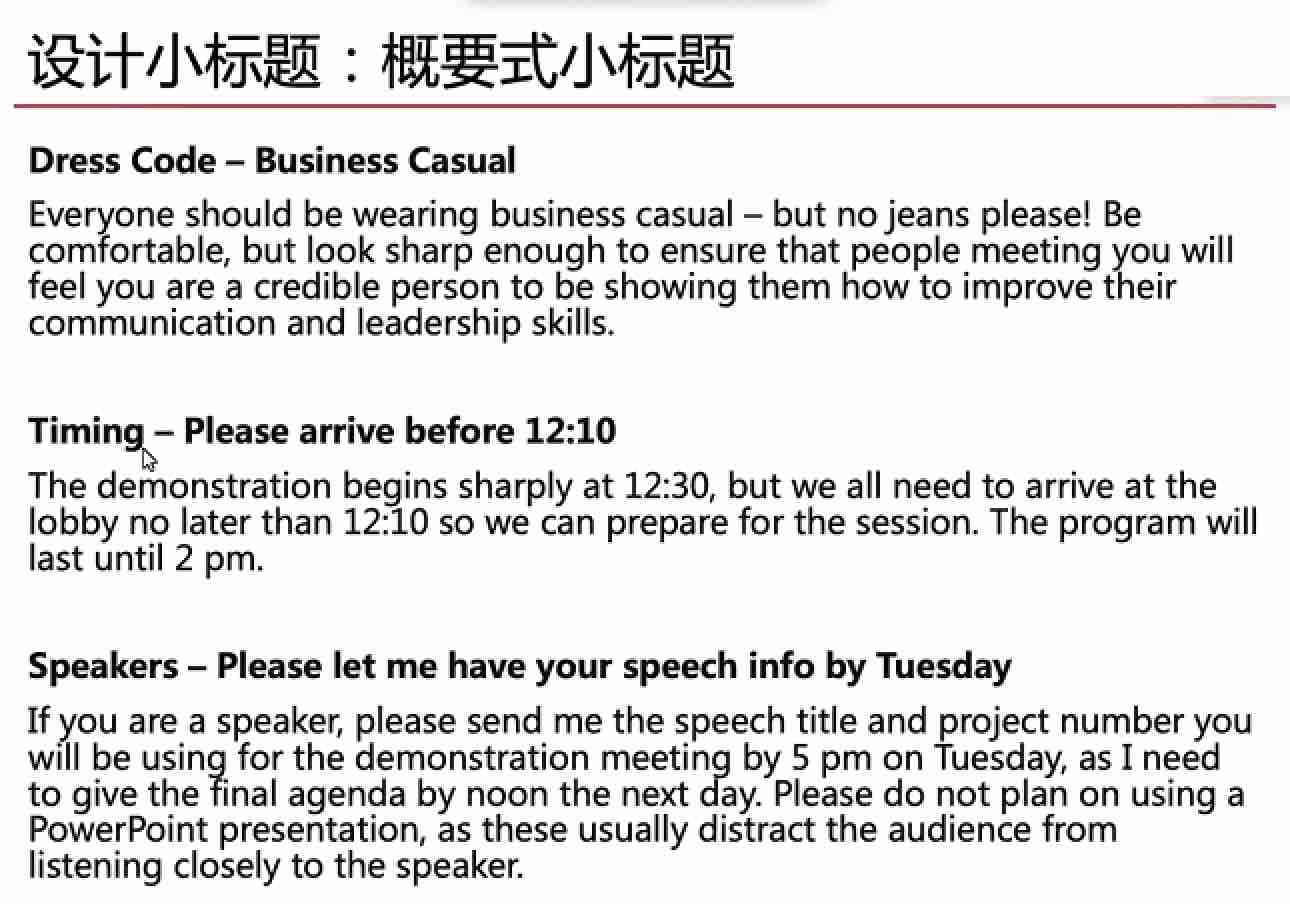 设计小标题：概要式小标题
Dress Code – Business Casual
Everyone should be wearing business casual – but no jeans please! Be
comfortable, but look sharp enough to ensure that people meeting you will
feel you are a credible person to be showing them how to improve their
communication and leadership skills.
Timing – Please arrive before 12:10
The demonstration begins sharply at 12:30, but we all need to arrive at the
lobby no later than 12:10 so we can prepare for the session. The program will
last until 2 pm.
Speakers – Please let me have your speech info by Tuesday
If you are a speaker, please send me the speech title and project number you
will be using for the demonstration meeting by 5 pm on Tuesday, as I need
to give the final agenda by noon the next day. Please do not plan on using a
PowerPoint presentation, as these usually distract the audience from
listening closely to the speaker.